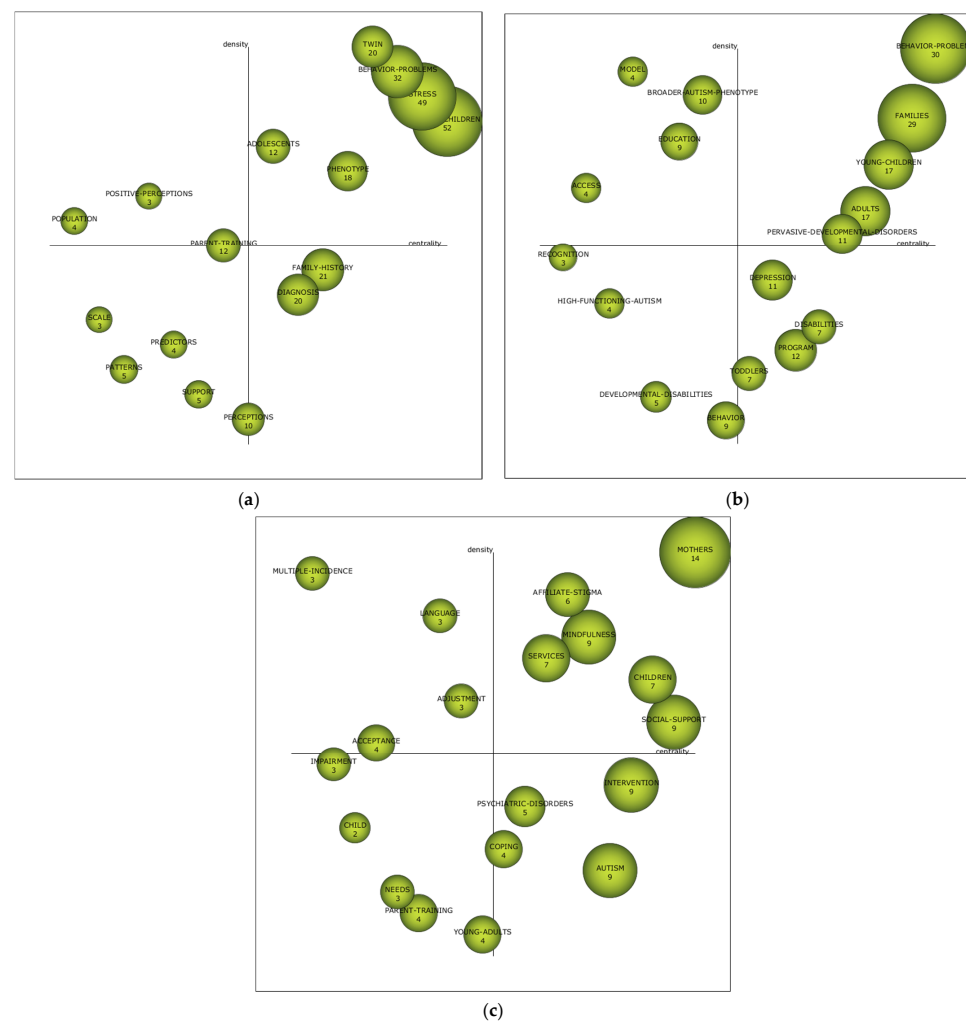 density
TWIN
20
BEHAVIOR-PROBLEMS
32
STRESS
49
CHILDREN
52
ADOLESCENTS
12
PHENOTYPE
18
POSITIVE-PERCEPTIONS
3
POPULATION
4
PARENT-TRAINING
12
centrality
FAMILY-HISTORY
21
DIAGNOSIS
20
SCALE
3
PREDICTORS
4
PATTERNS
5
SUPPORT
5
PERCEPTIONS
10
(a)
density
BEHAVIOR-PROBLE
30
MODEL
4
BROADER-AUTISM-PHENOTYPE
10
FAMILIES
29
EDUCATION
9
YOUNG-CHILDREN
17
ACCESS
4
ADULTS
17
PERVASIVE-DEVELOPMENTAL-DISORDERS
11
centrality
RECOGNITION
3
DEPRESSION
11
HIGH-FUNCTIONING-AUTISM
4
DISABILITIES
7
PROGRAM
12
TODDLERS
7
DEVELOPMENTAL-DISABILITIES
5
BEHAVIOR
9
(b)
density
MOTHERS
14
MULTIPLE-INCIDENCE
3
AFFILIATE-STIGMA
6
LANGUAGE
3
MINDFULNESS
9
SERVICES
7
CHILDREN
7
ADJUSTMENT
3
SOCIAL-SUPPORT
9
ACCEPTANCE
4
centrality
IMPAIRMENT
3
INTERVENTION
9
PSYCHIATRIC-DISORDERS
5
CHILD
2
COPING
4
AUTISM
9
NEEDS
3
PARENT-TRAINING
4
YOUNG-ADULTS
4
(c)